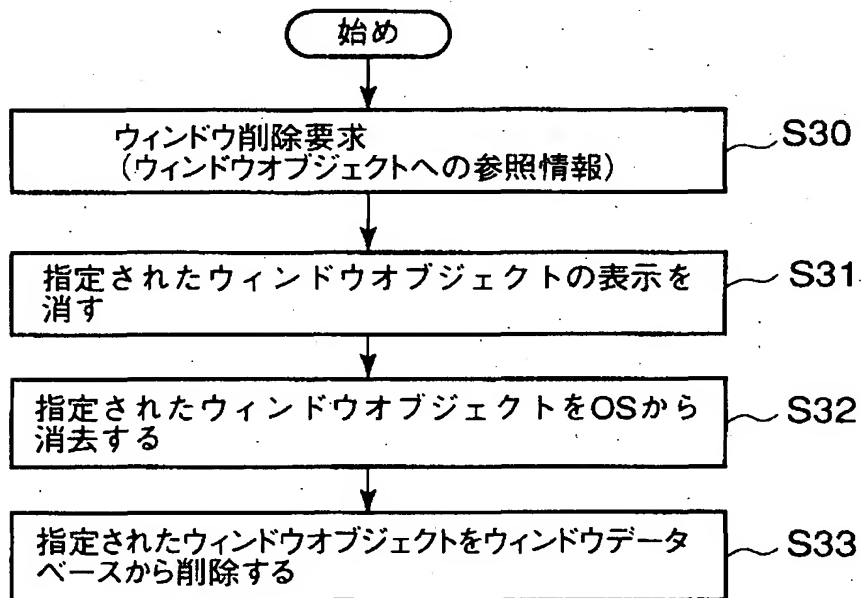 始め
ウィンドウ削除要求
(ウィンドウオブジェクトへの参照情報)
S30
指定されたウィンドウオブジェクトの表示を
消す
S31
指定されたウィンドウオブジェクトをOSから
消去する
S32
指定されたウィンドウオブジェクトをウィンドウデータ
ベースから削除する
S33